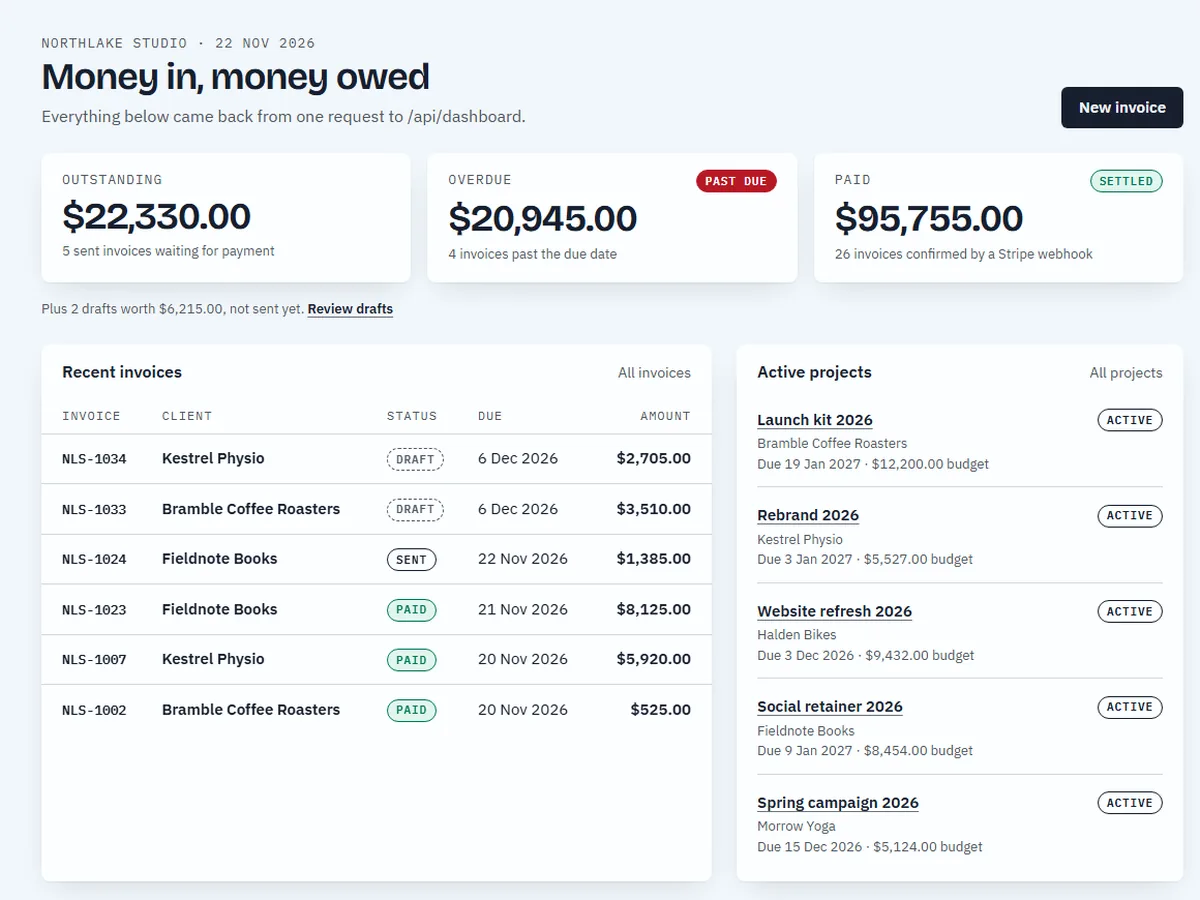 NORTHLAKE STUDIO · 22 NOV 2026
Money in, money owed
Everything below came back from one request to /api/dashboard.
New invoice
OUTSTANDING
$22,330.00
5 sent invoices waiting for payment
OVERDUE
PAST DUE
$20,945.00
4 invoices past the due date
PAID
SETTLED
$95,755.00
26 invoices confirmed by a Stripe webhook
Plus 2 drafts worth $6,215.00, not sent yet. Review drafts
Recent invoices
All invoices
INVOICE CLIENT STATUS DUE AMOUNT
NLS-1034 Kestrel Physio DRAFT 6 Dec 2026 $2,705.00
NLS-1033 Bramble Coffee Roasters DRAFT 6 Dec 2026 $3,510.00
NLS-1024 Fieldnote Books SENT 22 Nov 2026 $1,385.00
NLS-1023 Fieldnote Books PAID 21 Nov 2026 $8,125.00
NLS-1007 Kestrel Physio PAID 20 Nov 2026 $5,920.00
NLS-1002 Bramble Coffee Roasters PAID 20 Nov 2026 $525.00
Active projects
All projects
Launch kit 2026 ACTIVE
Bramble Coffee Roasters
Due 19 Jan 2027 · $12,200.00 budget
Rebrand 2026 ACTIVE
Kestrel Physio
Due 3 Jan 2027 · $5,527.00 budget
Website refresh 2026 ACTIVE
Halden Bikes
Due 3 Dec 2026 · $9,432.00 budget
Social retainer 2026 ACTIVE
Fieldnote Books
Due 9 Jan 2027 · $8,454.00 budget
Spring campaign 2026 ACTIVE
Morrow Yoga
Due 15 Dec 2026 · $5,124.00 budget